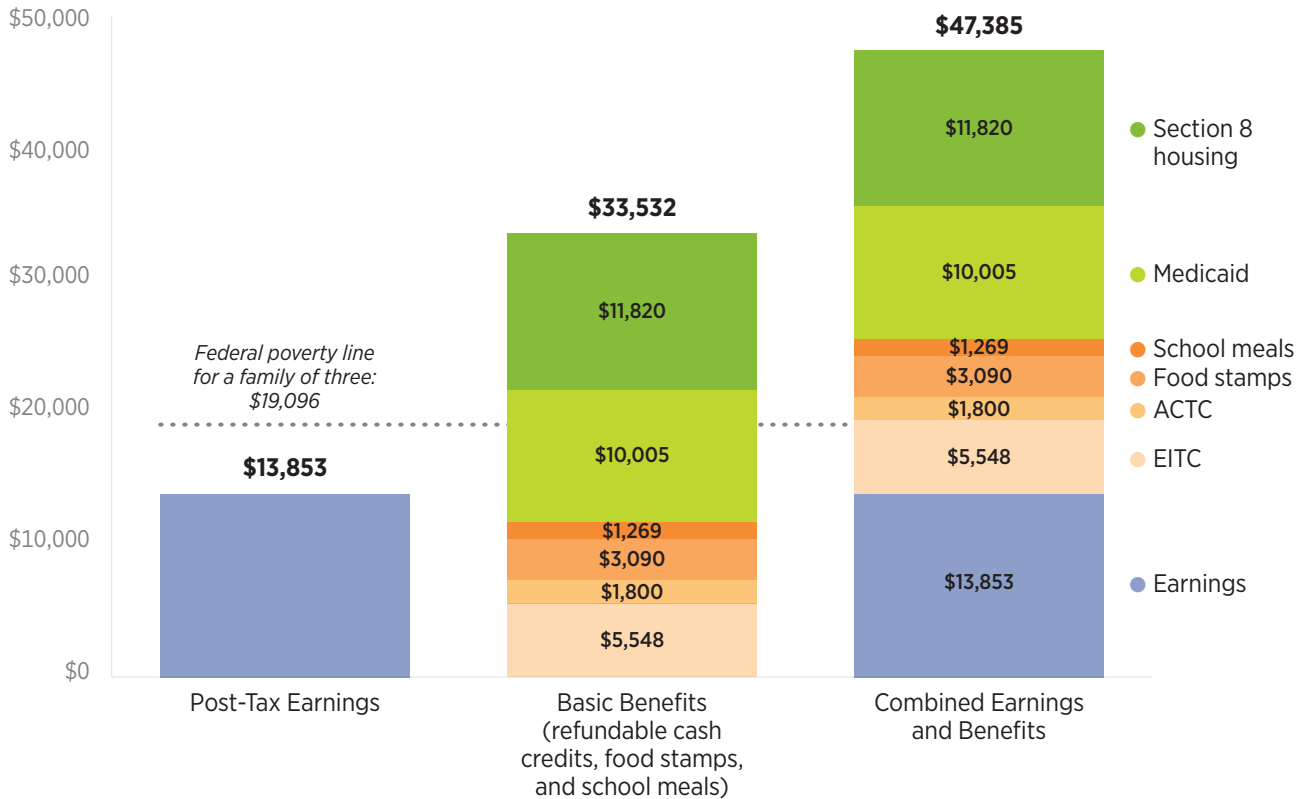 $50,000
$40,000
$30,000
$20,000
$10,000
$0
Federal poverty line
for a family of three:
$19,096
$13,853
Post-Tax Earnings
$33,532
$11,820
$10,005
$1,269
$3,090
$1,800
$5,548
Basic Benefits
(refundable cash
credits, food stamps,
and school meals)
$47,385
$11,820
$10,005
$1,269
$3,090
$1,800
$5,548
$13,853
Combined Earnings
and Benefits
Section 8
housing
Medicaid
School meals
Food stamps
ACTC
EITC
Earnings